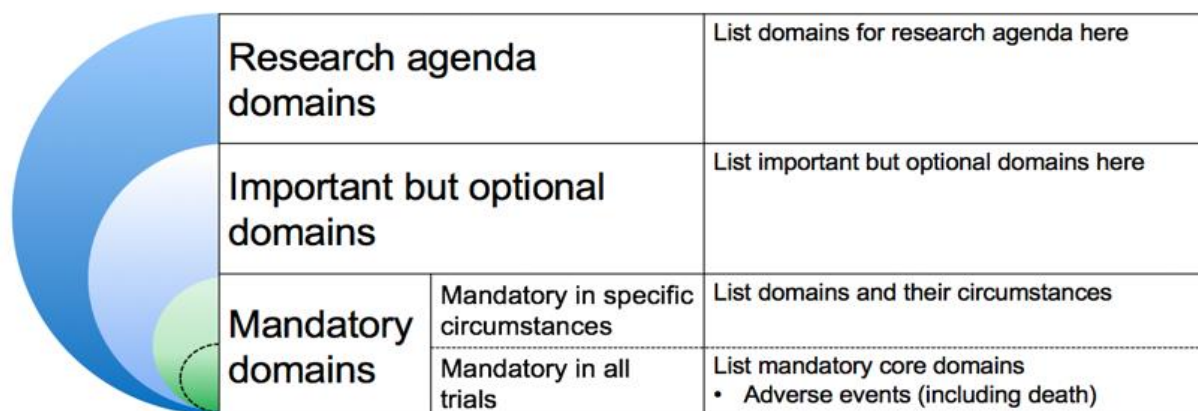 Research agenda
domains
List domains for research agenda here
Important but optional
domains
List important but optional domains here
Mandatory
domains
Mandatory in specific
circumstances
List domains and their circumstances
Mandatory in all
trials
List mandatory core domains
• Adverse events (including death)